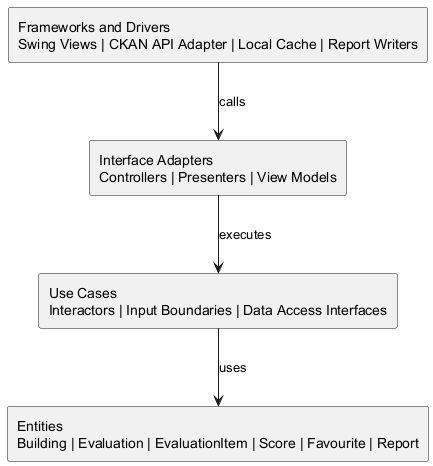 Frameworks and Drivers
Swing Views | CKAN API Adapter | Local Cache | Report Writers
calls
Interface Adapters
Controllers | Presenters | View Models
executes
Use Cases
Interactors | Input Boundaries | Data Access Interfaces
uses
Entities
Building | Evaluation | EvaluationItem | Score | Favourite | Report